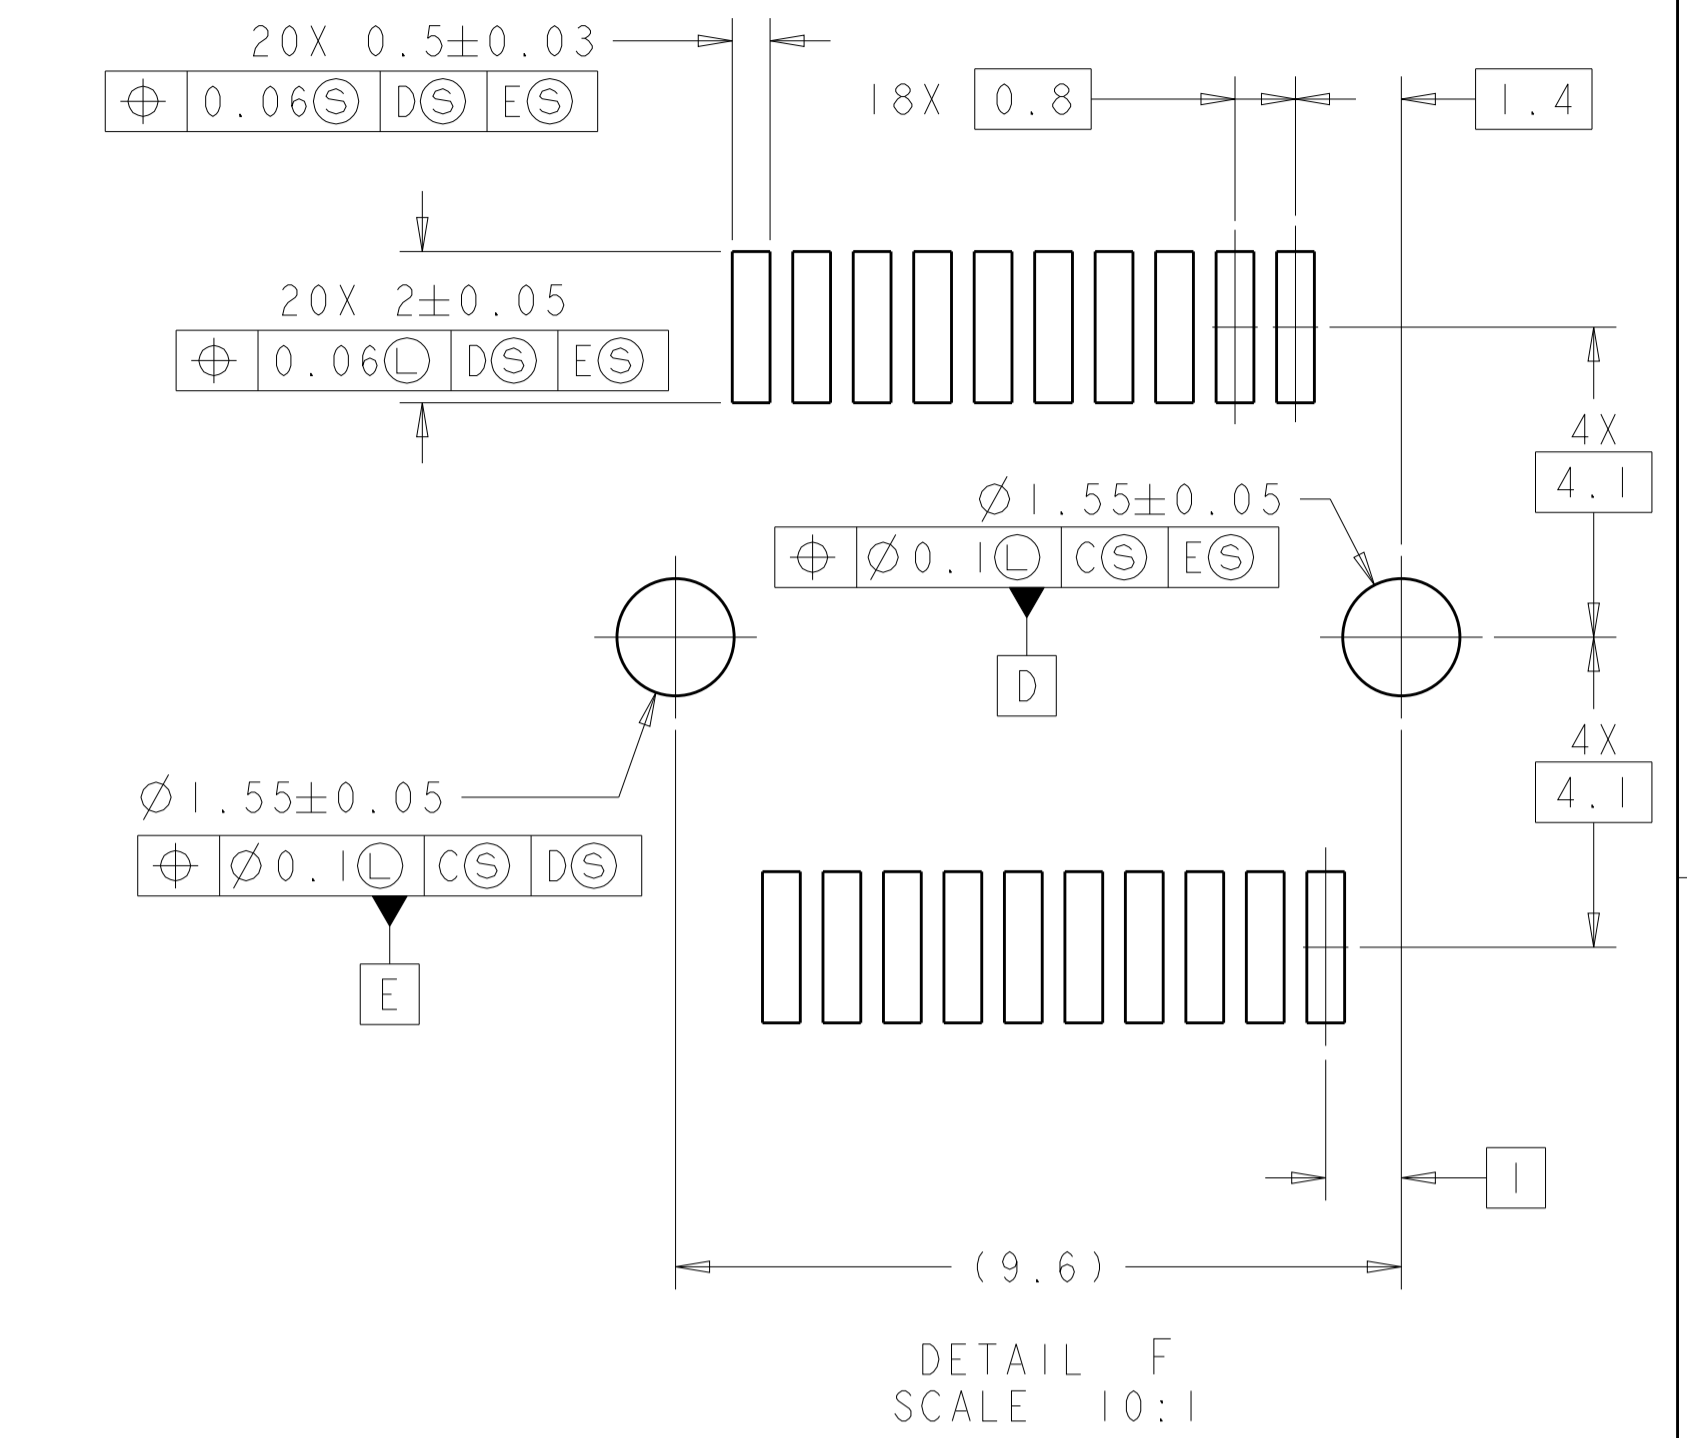 20X 0.5±0.03
⌖ 0.06Ⓢ DⓈ EⓈ
18X 0.8
1.4
20X 2±0.05
⌖ 0.06Ⓛ DⓈ EⓈ
4X
4.1
Ø1.55±0.05
⌖ Ø0.1Ⓛ CⓈ EⓈ
D
4X
4.1
Ø1.55±0.05
⌖ Ø0.1Ⓛ CⓈ DⓈ
E
1
(9.6)
DETAIL F
SCALE 10:1